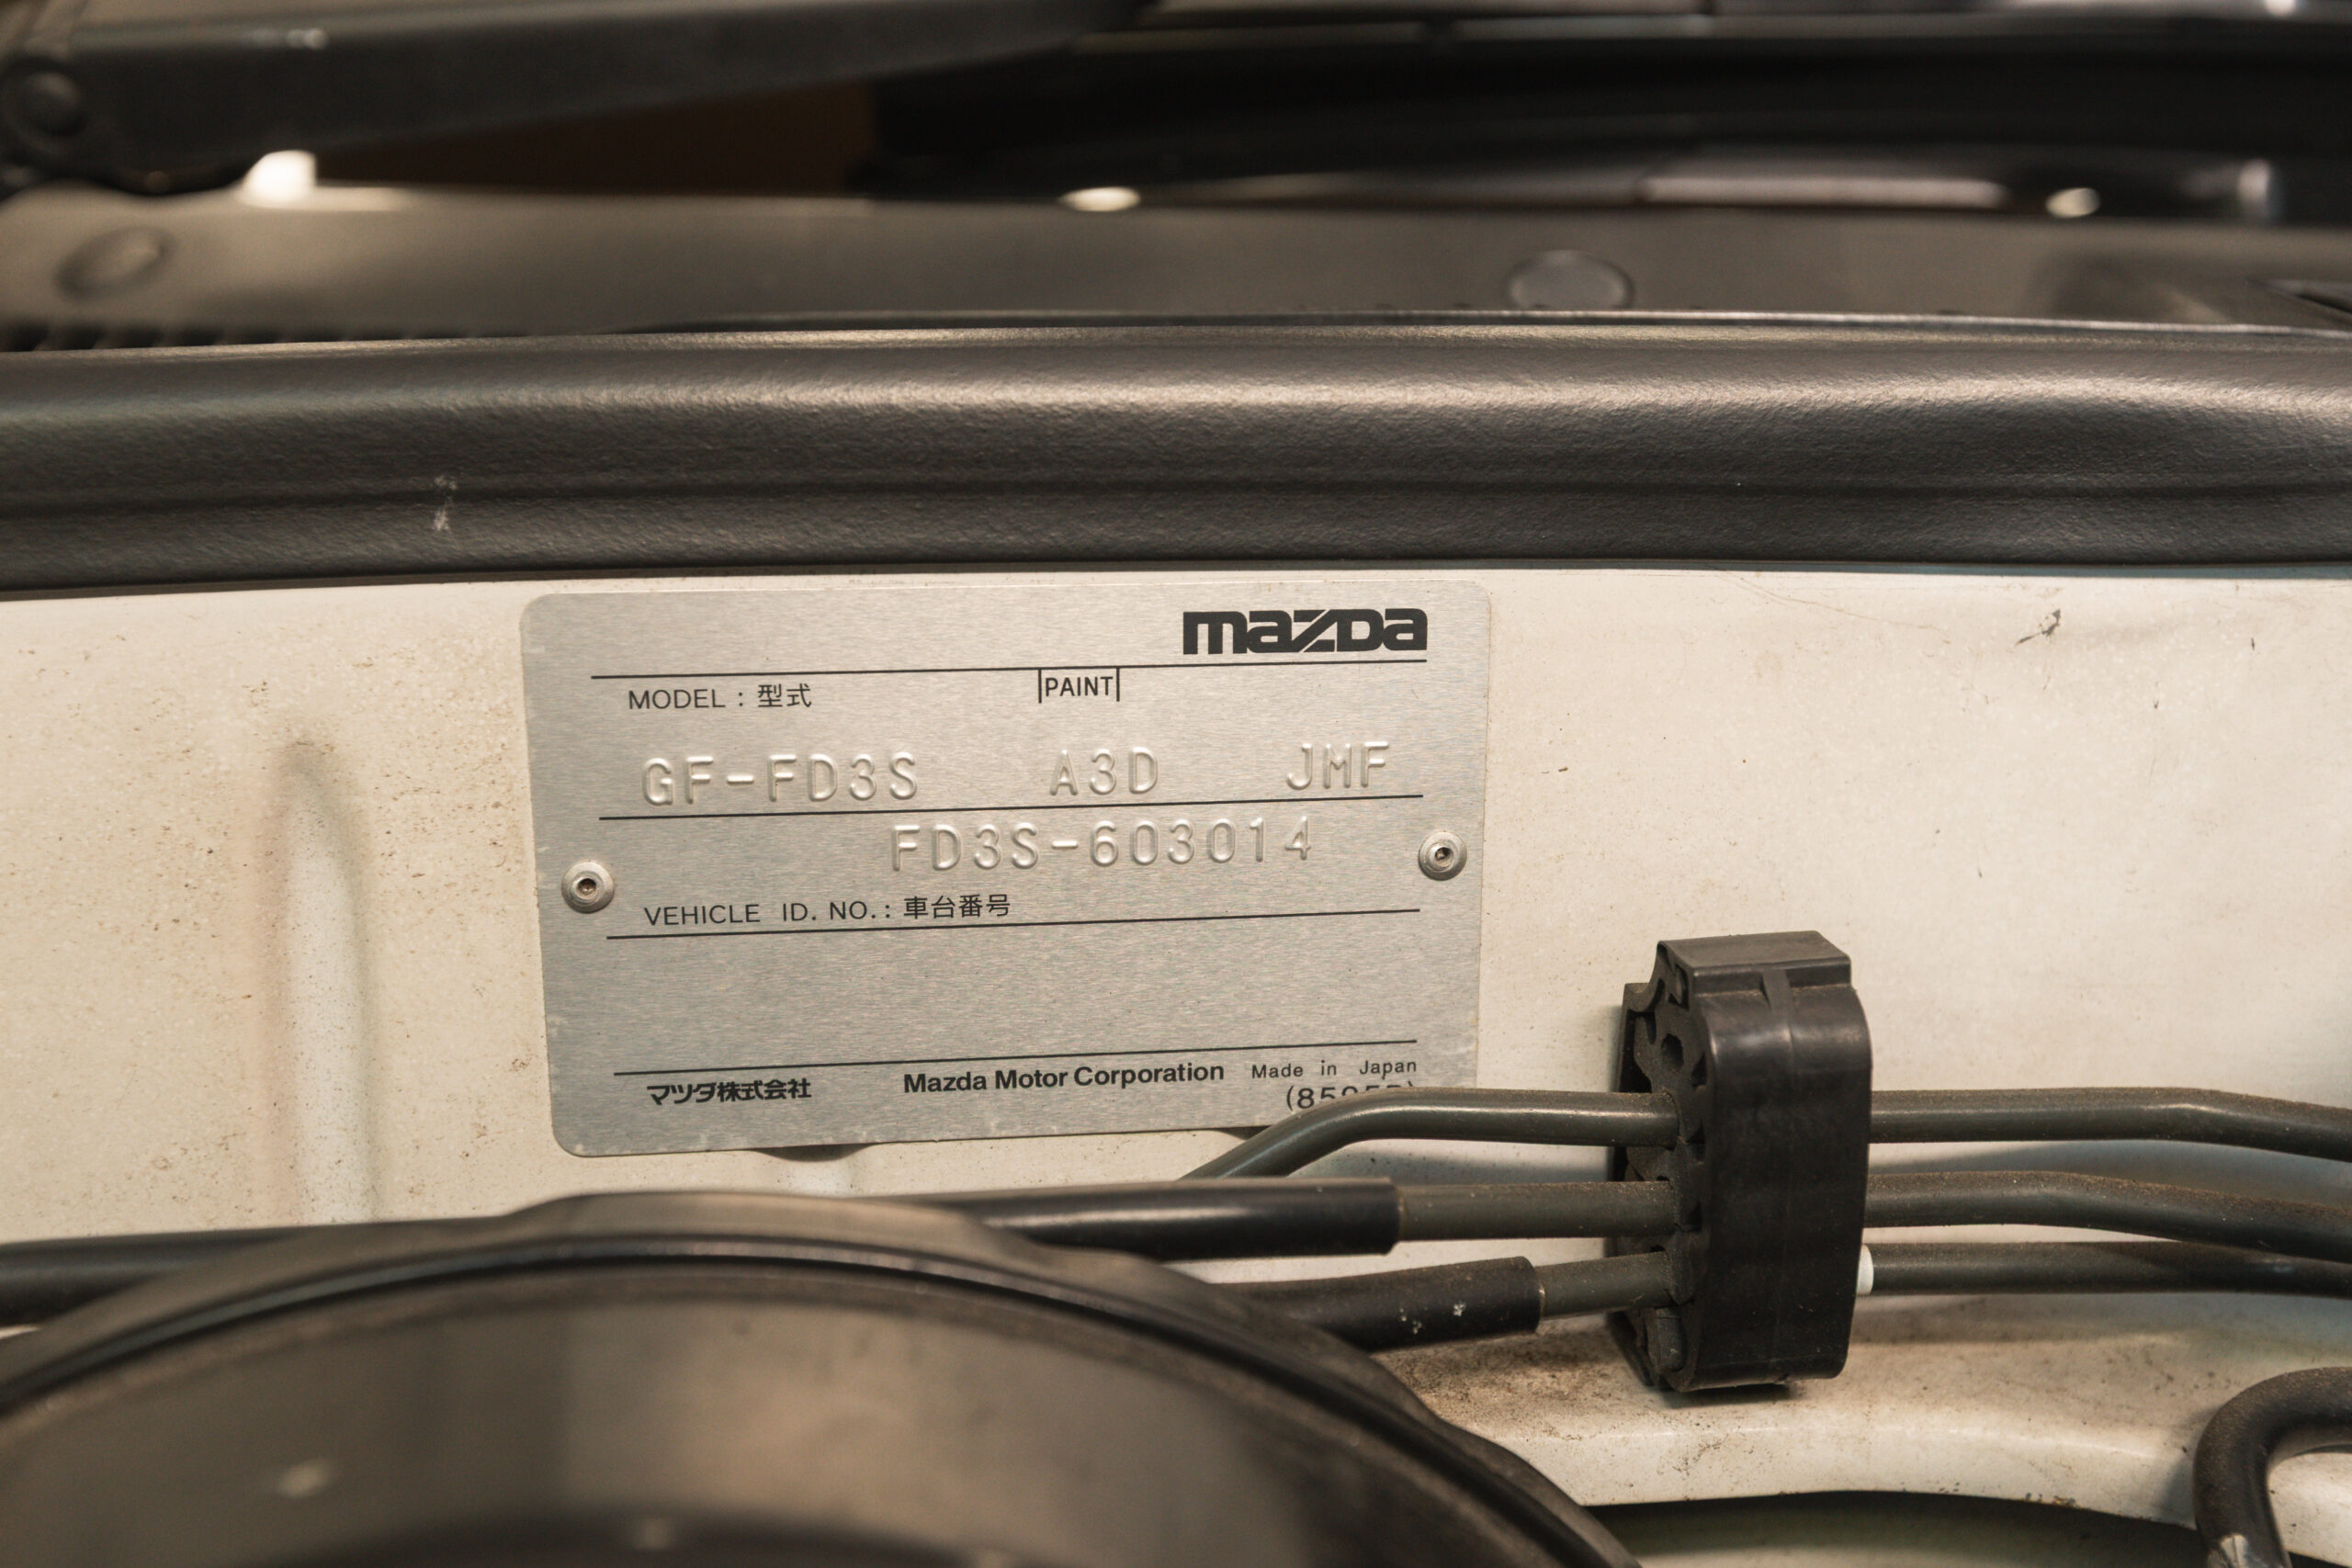 mazda
MODEL : 型式 PAINT
GF-FD3S A3D JMF
FD3S-603014
VEHICLE ID. NO. : 車台番号
マツダ株式会社 Mazda Motor Corporation Made in Japan